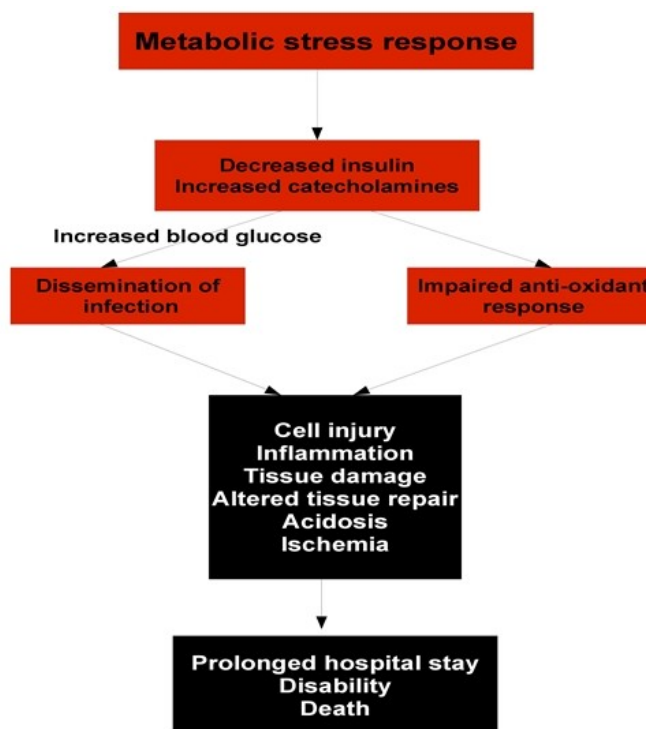 Metabolic stress response
Decreased insulin
Increased catecholamines
Increased blood glucose
Dissemination of
infection
Impaired anti-oxidant
response
Cell injury
Inflammation
Tissue damage
Altered tissue repair
Acidosis
Ischemia
Prolonged hospital stay
Disability
Death